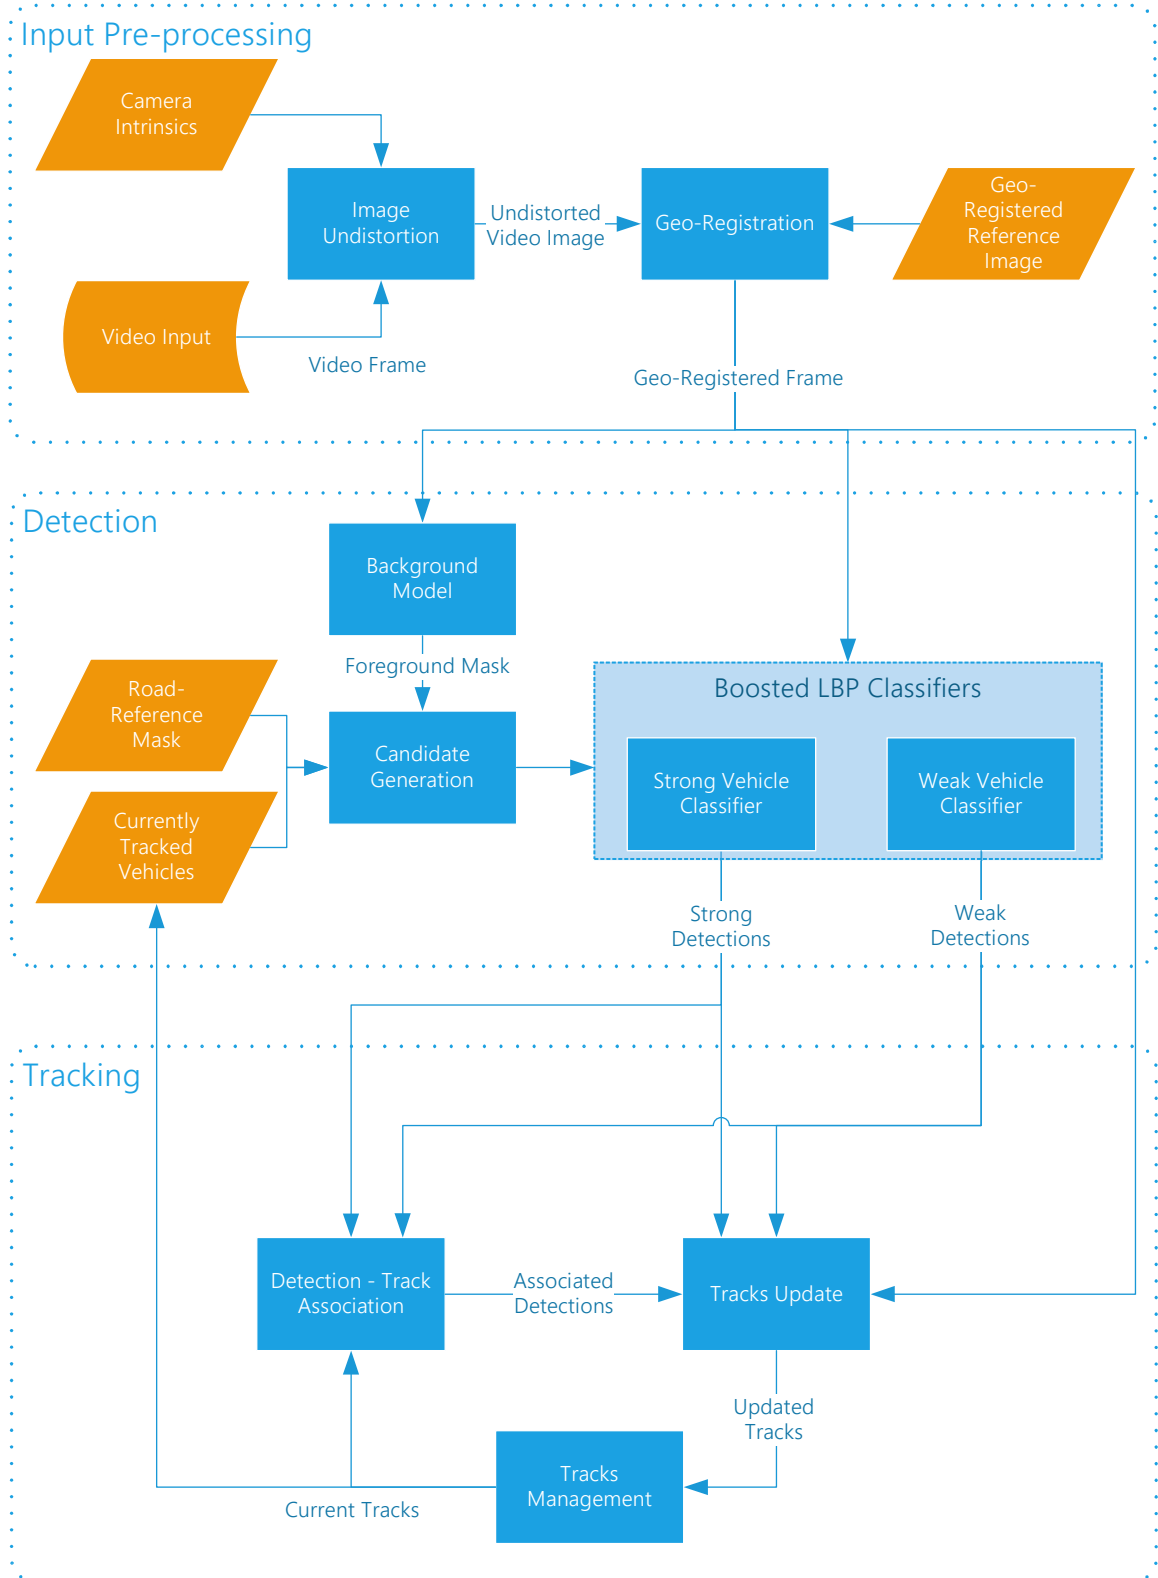 Input Pre-processing
Camera
Intrinsics
Image
Undistortion
Undistorted
Video Image
Geo-Registration
Geo-
Registered
Reference
Image
Video Input
Video Frame
Geo-Registered Frame
Detection
Background
Model
Foreground Mask
Road-
Reference
Mask
Candidate
Generation
Boosted LBP Classifiers
Strong Vehicle
Classifier
Weak Vehicle
Classifier
Currently
Tracked
Vehicles
Strong
Detections
Weak
Detections
Tracking
Detection - Track
Association
Associated
Detections
Tracks Update
Updated
Tracks
Tracks
Management
Current Tracks